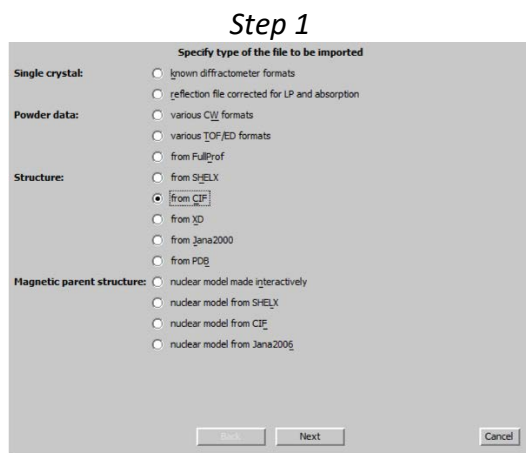 Step 1
Specify type of the file to be imported
Single crystal: known diffractometer formats
reflection file corrected for LP and absorption
Powder data: various CW formats
various TOF/ED formats
from FullProf
Structure: from SHELX
from CIF
from XD
from Jana2000
from PDB
Magnetic parent structure: nuclear model made interactively
nuclear model from SHELX
nuclear model from CIF
nuclear model from Jana2006
Back Next Cancel